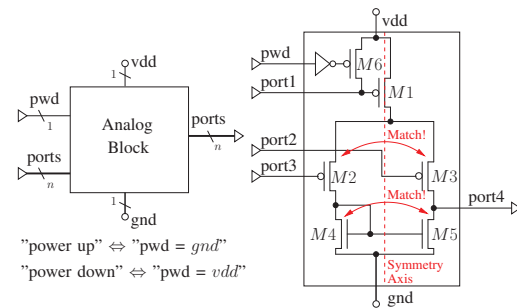 vdd
1
pwd
1
Analog
Block
ports
n
ports
n
1
gnd
"power up" ⇔ "pwd = gnd"
"power down" ⇔ "pwd = vdd"
vdd
pwd
M6
port1
M1
port2
Match!
port3
M2
M3
Match!
port4
M4
M5
Symmetry
Axis
gnd